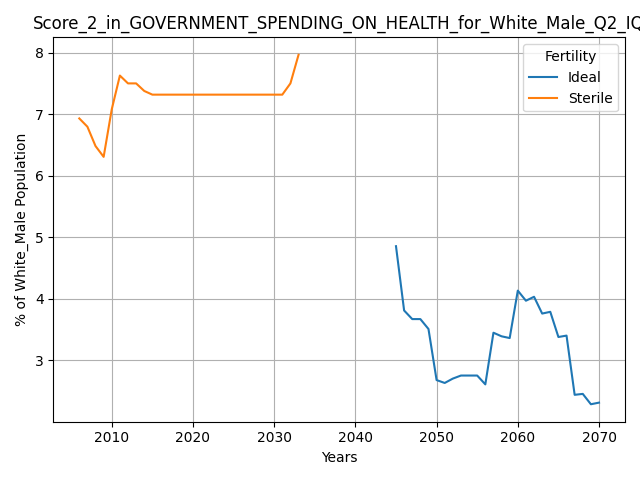 Score_2_in_GOVERNMENT_SPENDING_ON_HEALTH_for_White_Male_Q2_IQ
Fertility
Ideal
Sterile
8
7
6
5
4
3
% of White_Male Population
2010 2020 2030 2040 2050 2060 2070
Years